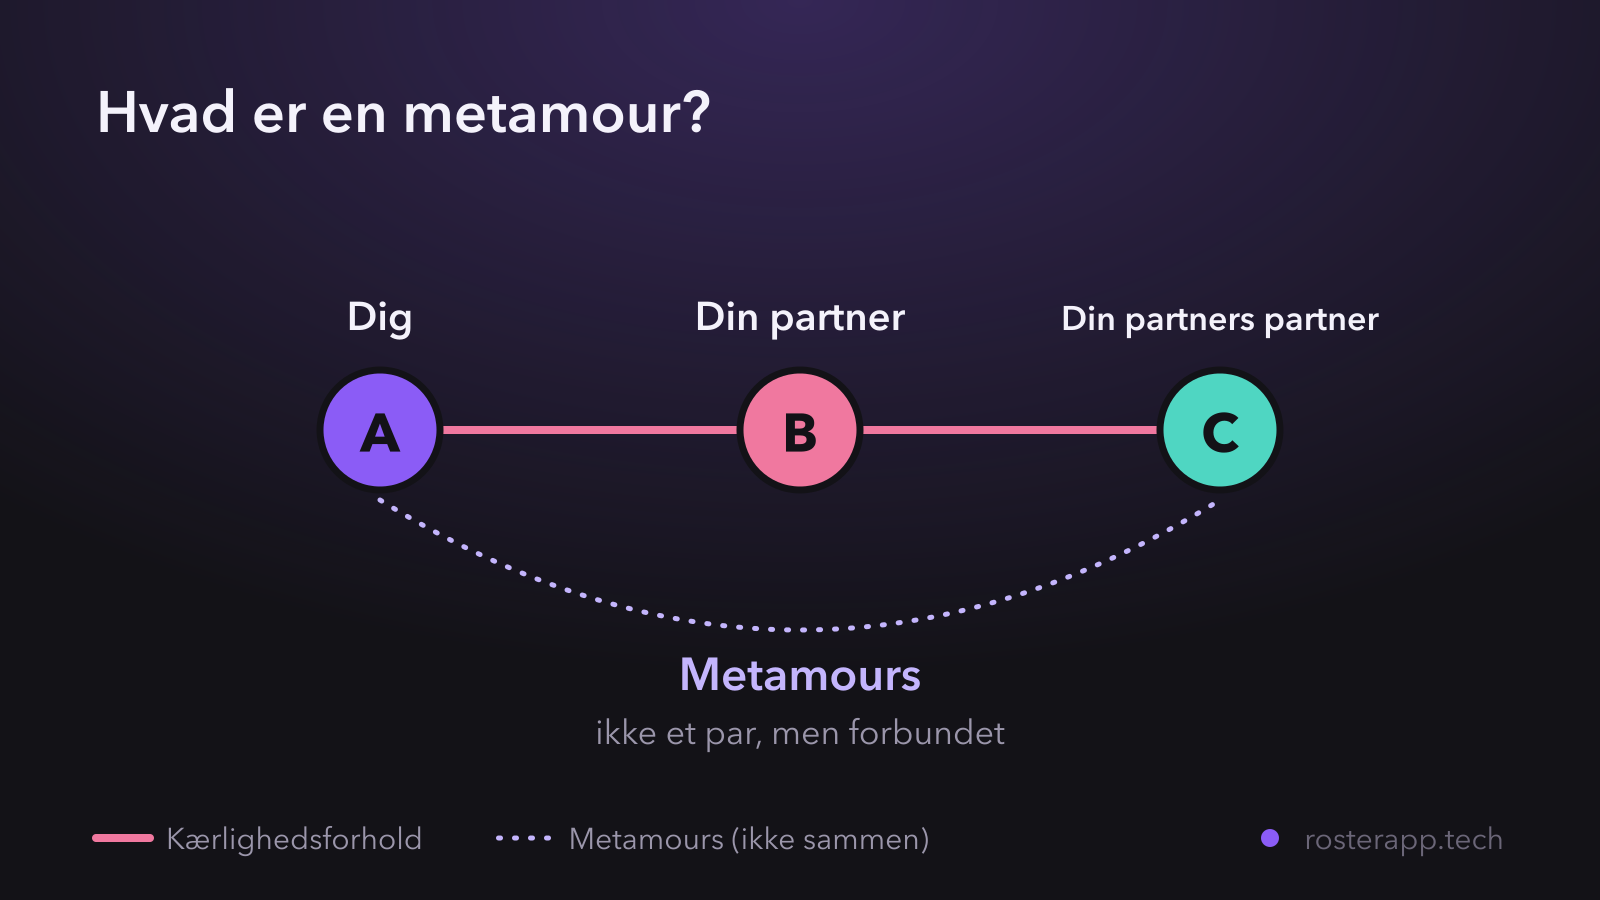 Hvad er en metamour?
Dig
Din partner
Din partners partner
A
B
C
Metamours
ikke et par, men forbundet
Kærlighedsforhold
Metamours (ikke sammen)
rosterapp.tech